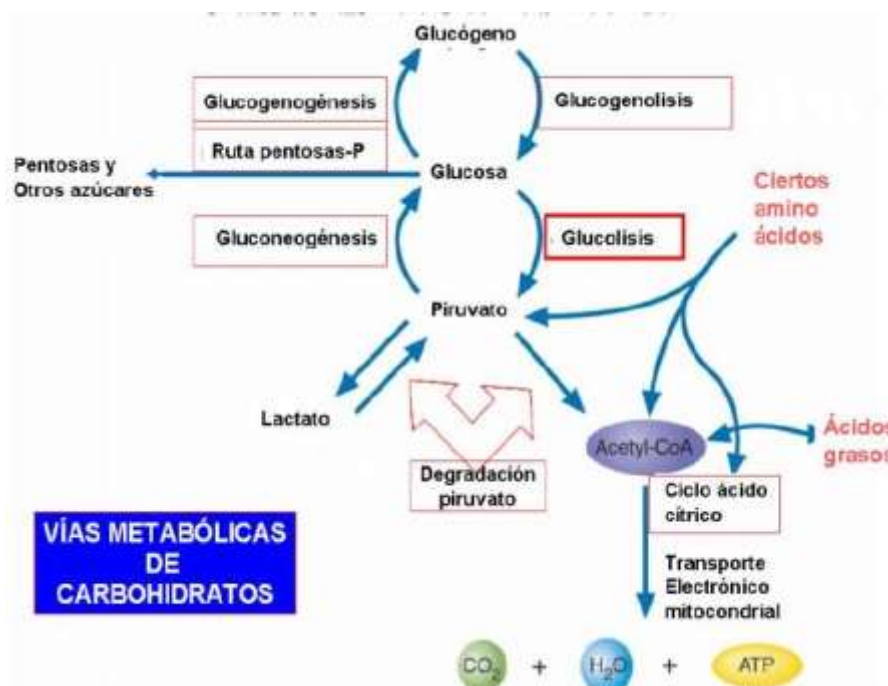 Glucógeno
Glucogenogénesis
Glucogenolisis
Ruta pentosas-P
Pentosas y
Otros azúcares
Glucosa
Ciertos
amino
ácidos
Gluconeogénesis
Glucolisis
Piruvato
Lactato
Acetyl-CoA
Ácidos
grasos
Degradación
piruvato
Ciclo ácido
cítrico
VÍAS METABÓLICAS
DE
CARBOHIDRATOS
Transporte
Electrónico
mitocondrial
CO₂ + H₂O + ATP